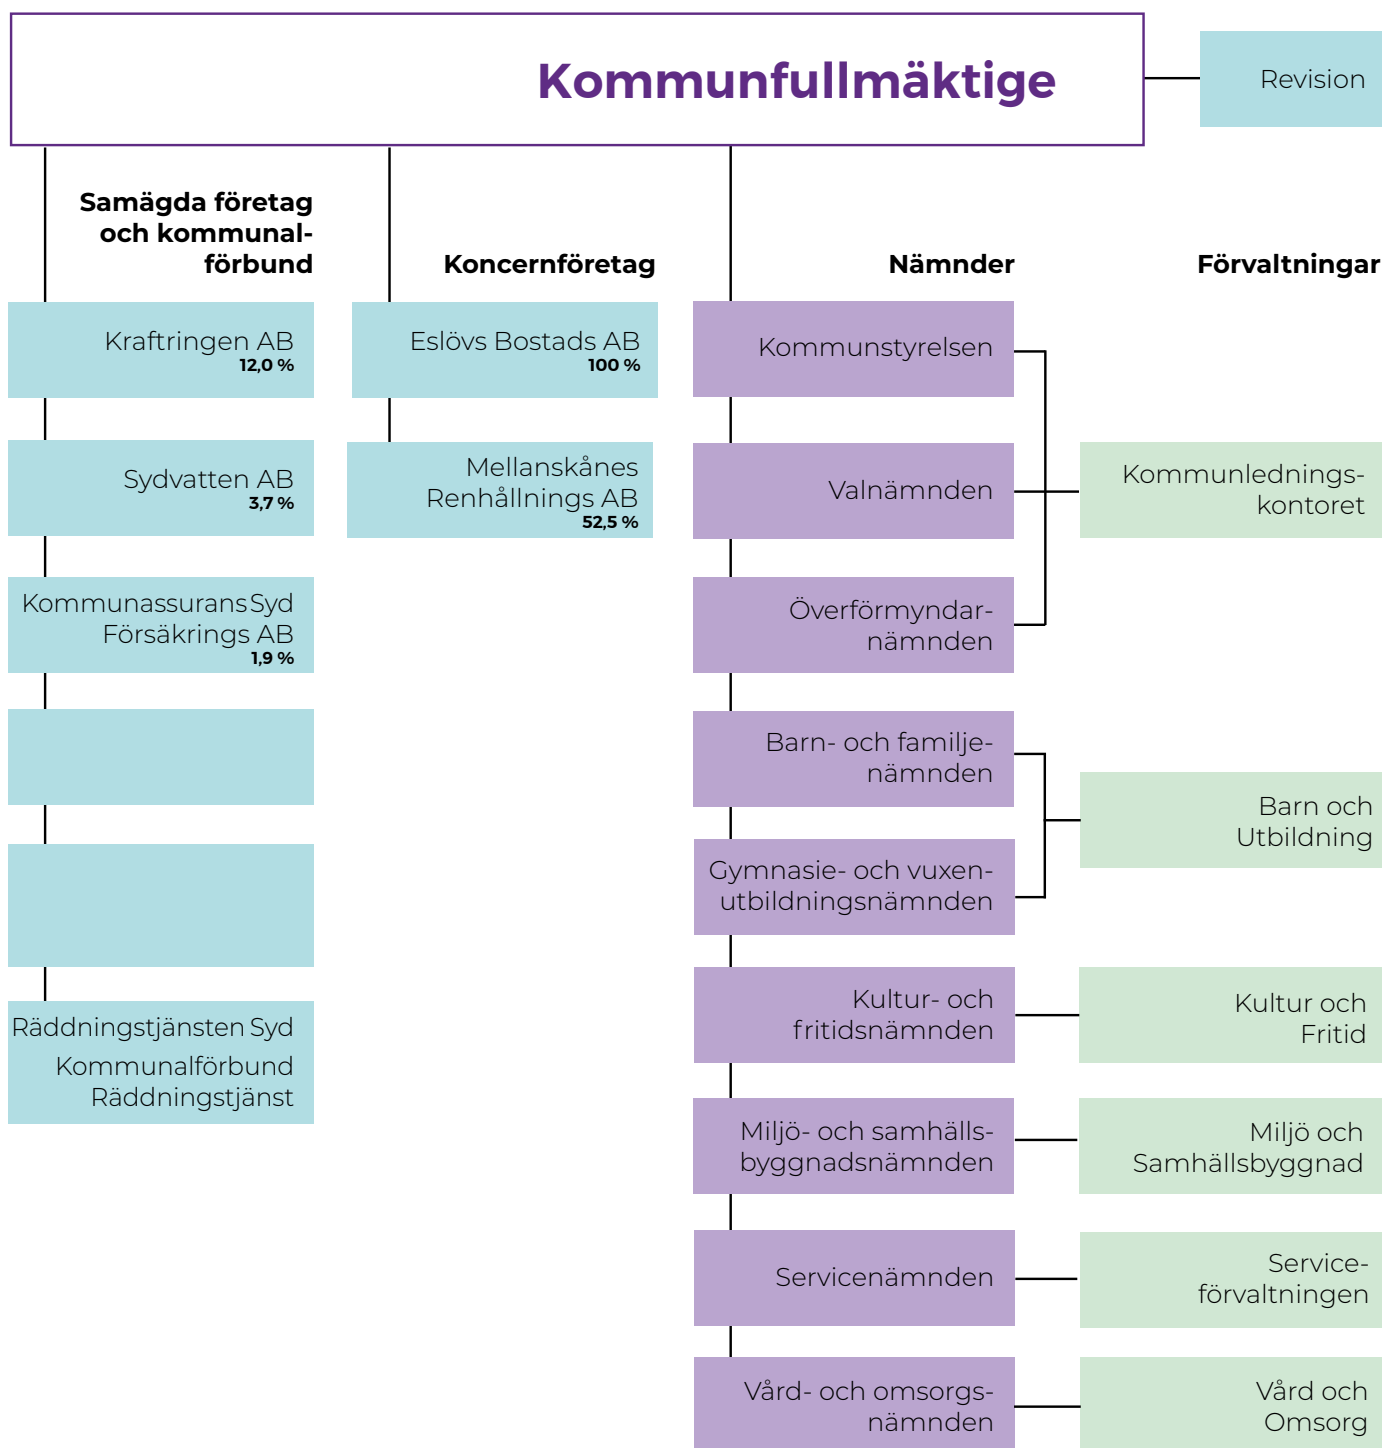 Kommunfullmäktige
Revision
Samägda företag
och kommunal-
förbund
Kraftringen AB
12,0 %
Sydvatten AB
3,7 %
Kommunassurans Syd
Försäkrings AB
1,9 %
Räddningstjänsten Syd
Kommunalförbund
Räddningstjänst
Koncernföretag
Eslövs Bostads AB
100 %
Mellanskånes
Renhållnings AB
52,5 %
Nämnder
Kommunstyrelsen
Valnämnden
Överförmyndar-
nämnden
Barn- och familje-
nämnden
Gymnasie- och vuxen-
utbildningsnämnden
Kultur- och
fritidsnämnden
Miljö- och samhälls-
byggnadsnämnden
Servicenämnden
Vård- och omsorgs-
nämnden
Förvaltningar
Kommunlednings-
kontoret
Barn och
Utbildning
Kultur och
Fritid
Miljö och
Samhällsbyggnad
Service-
förvaltningen
Vård och
Omsorg